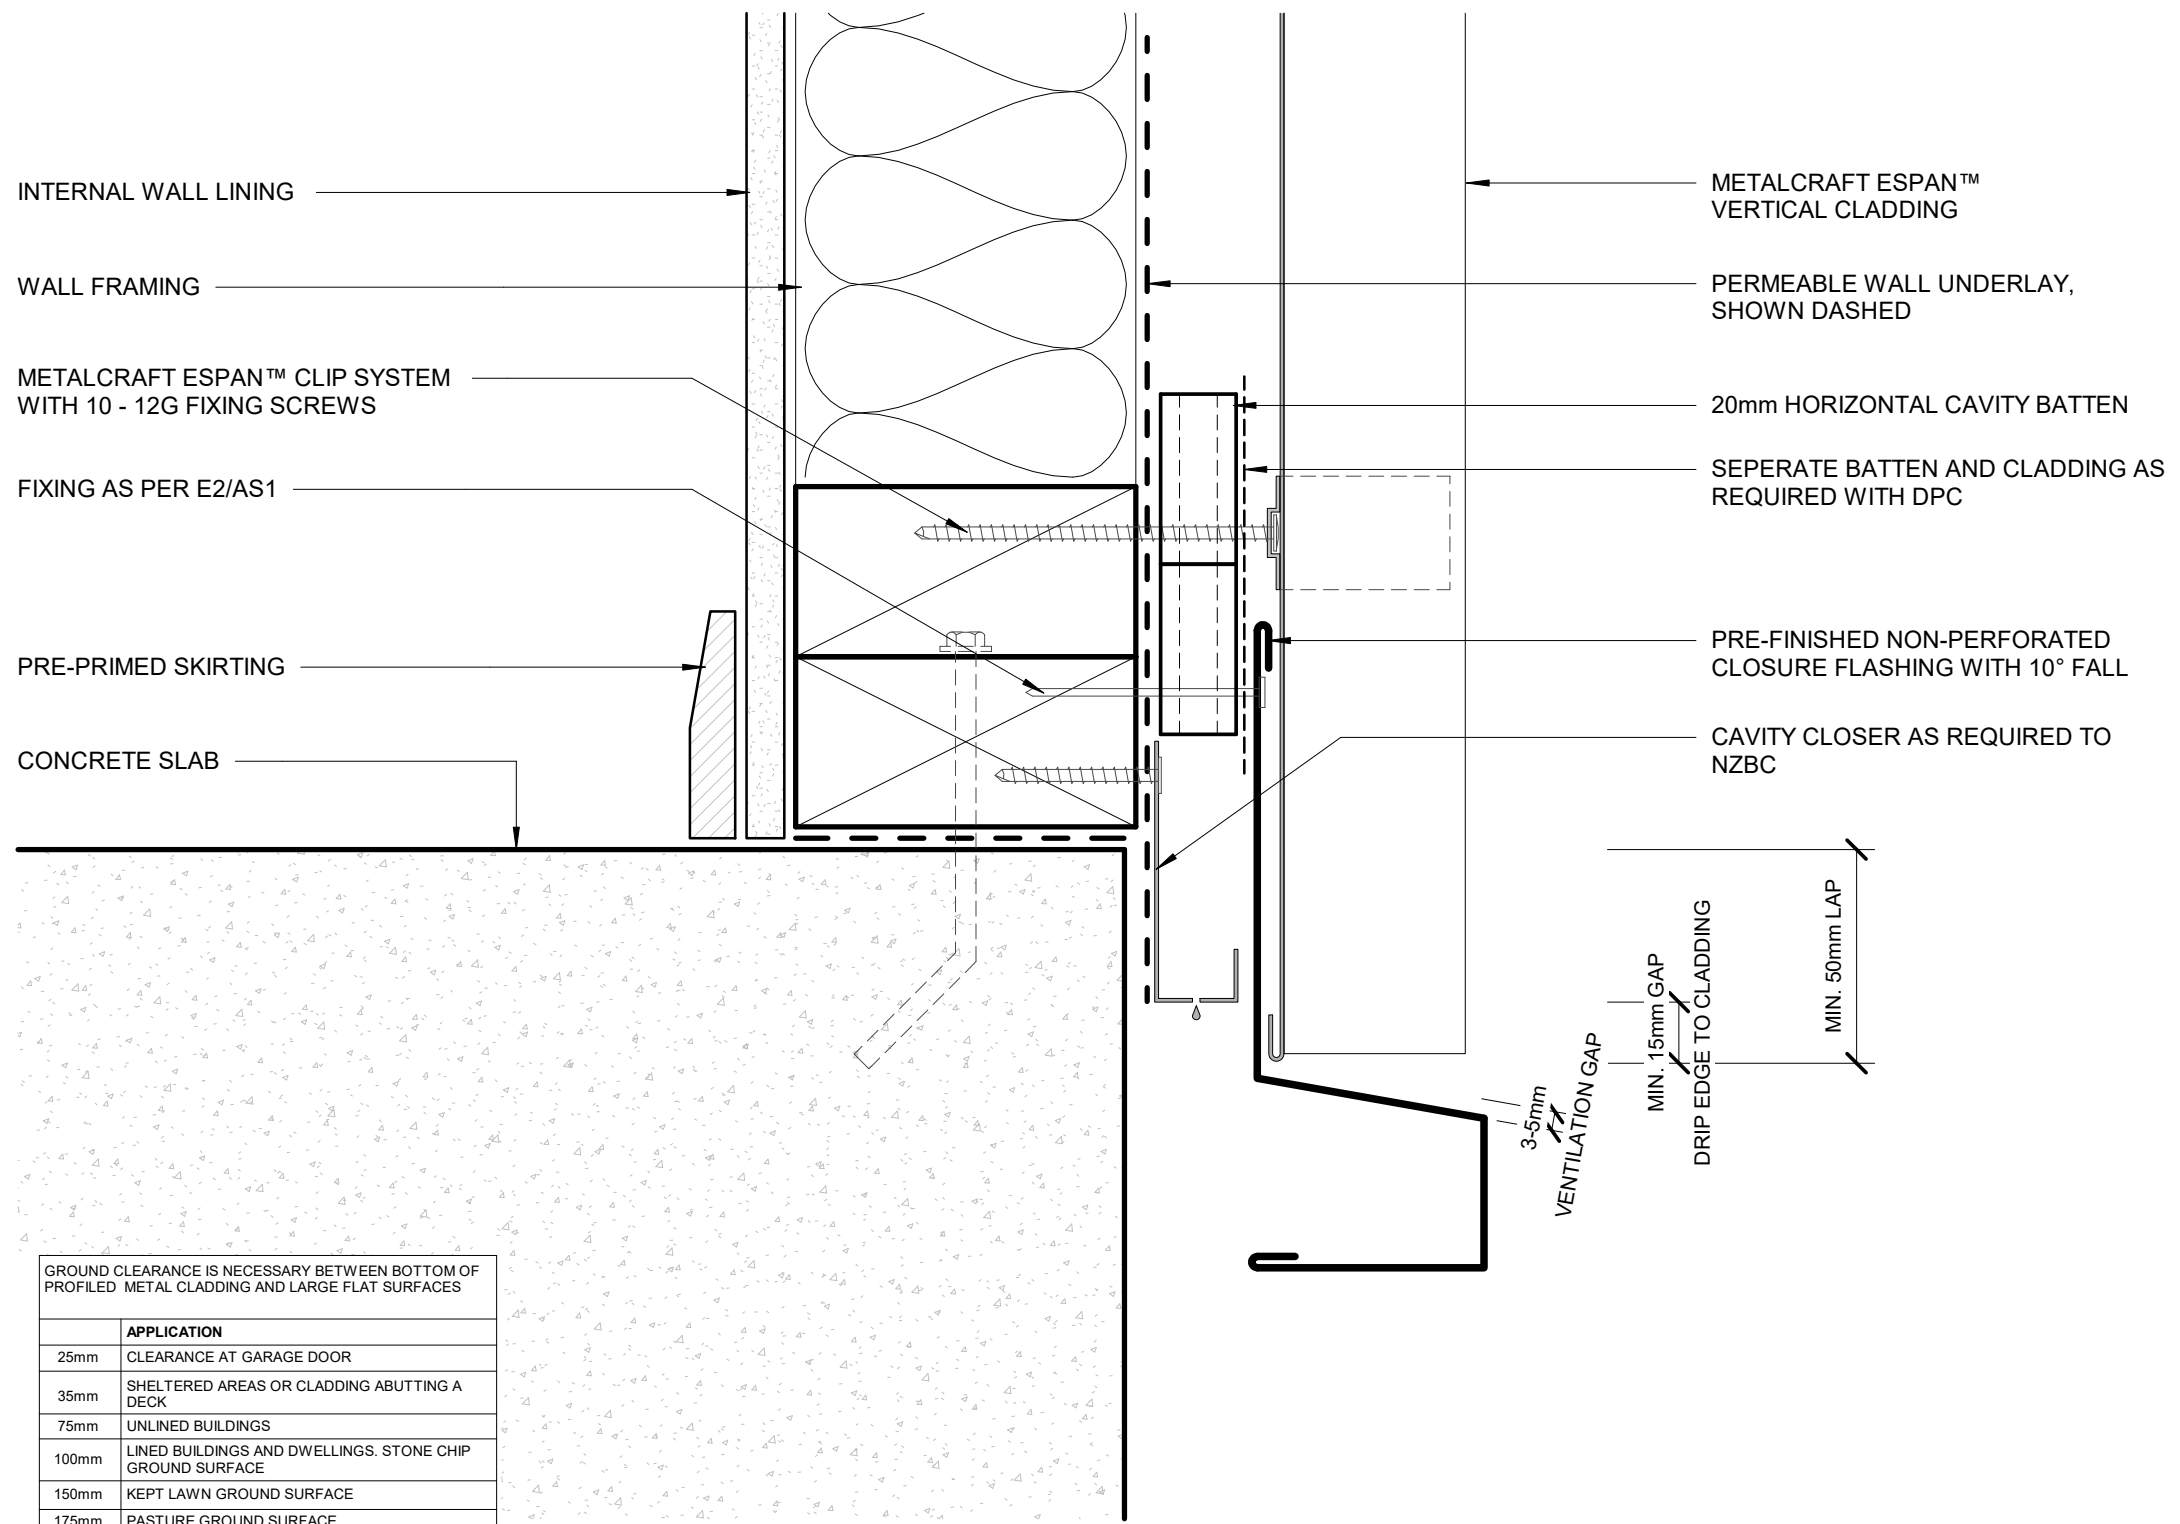 INTERNAL WALL LINING
WALL FRAMING
METALCRAFT ESPAN™ CLIP SYSTEM
WITH 10 - 12G FIXING SCREWS
FIXING AS PER E2/AS1
PRE-PRIMED SKIRTING
CONCRETE SLAB
METALCRAFT ESPAN™
VERTICAL CLADDING
PERMEABLE WALL UNDERLAY,
SHOWN DASHED
20mm HORIZONTAL CAVITY BATTEN
SEPERATE BATTEN AND CLADDING AS
REQUIRED WITH DPC
PRE-FINISHED NON-PERFORATED
CLOSURE FLASHING WITH 10° FALL
CAVITY CLOSER AS REQUIRED TO
NZBC
3-5mm
VENTILATION GAP
MIN. 15mm GAP
DRIP EDGE TO CLADDING
MIN. 50mm LAP
GROUND CLEARANCE IS NECESSARY BETWEEN BOTTOM OF
PROFILED METAL CLADDING AND LARGE FLAT SURFACES
APPLICATION
25mm CLEARANCE AT GARAGE DOOR
35mm SHELTERED AREAS OR CLADDING ABUTTING A
DECK
75mm UNLINED BUILDINGS
100mm LINED BUILDINGS AND DWELLINGS. STONE CHIP
GROUND SURFACE
150mm KEPT LAWN GROUND SURFACE
175mm PASTURE GROUND SURFACE